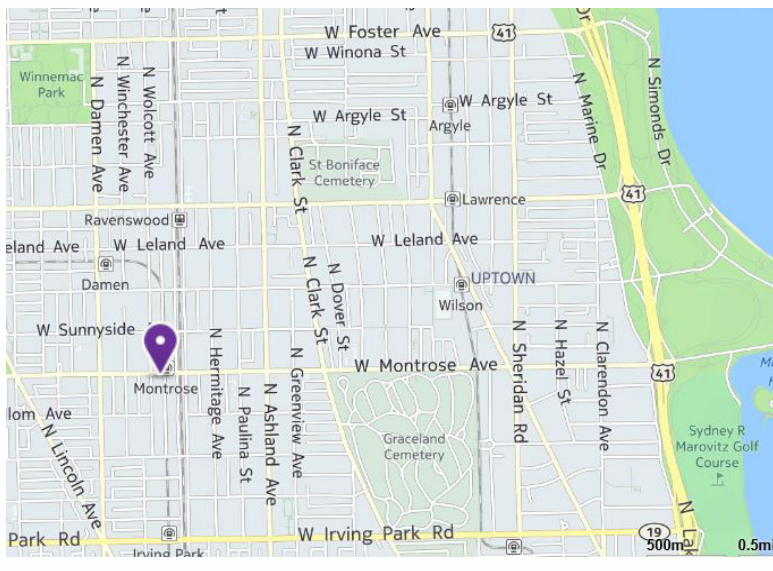 W Foster Ave
41
Dr
W Winona St
Winnemac
Park
N Damen Ave
N Winchester Ave
N Wolcott Ave
W Argyle St
W Argyle St
Argyle
N Marine Dr
N Simonds Dr
N Clark St
St Boniface
Cemetery
41
Lawrence
Ravenswood
eland Ave
W Leland Ave
W Leland Ave
Damen
N Clark St
N Dover St
UPTOWN
Wilson
W Sunnyside
N Hermitage Ave
N Greenview Ave
W Montrose Ave
N Sheridan Rd
N Hazel St
N Clarendon Ave
41
Montrose
lom Ave
N Paulina St
N Ashland Ave
N Lincoln Ave
Graceland
Cemetery
Sydney R
Marovitz Golf
Course
Park Rd
W Irving Park Rd
19
N Lak
Irving Park
500m
0.5mi